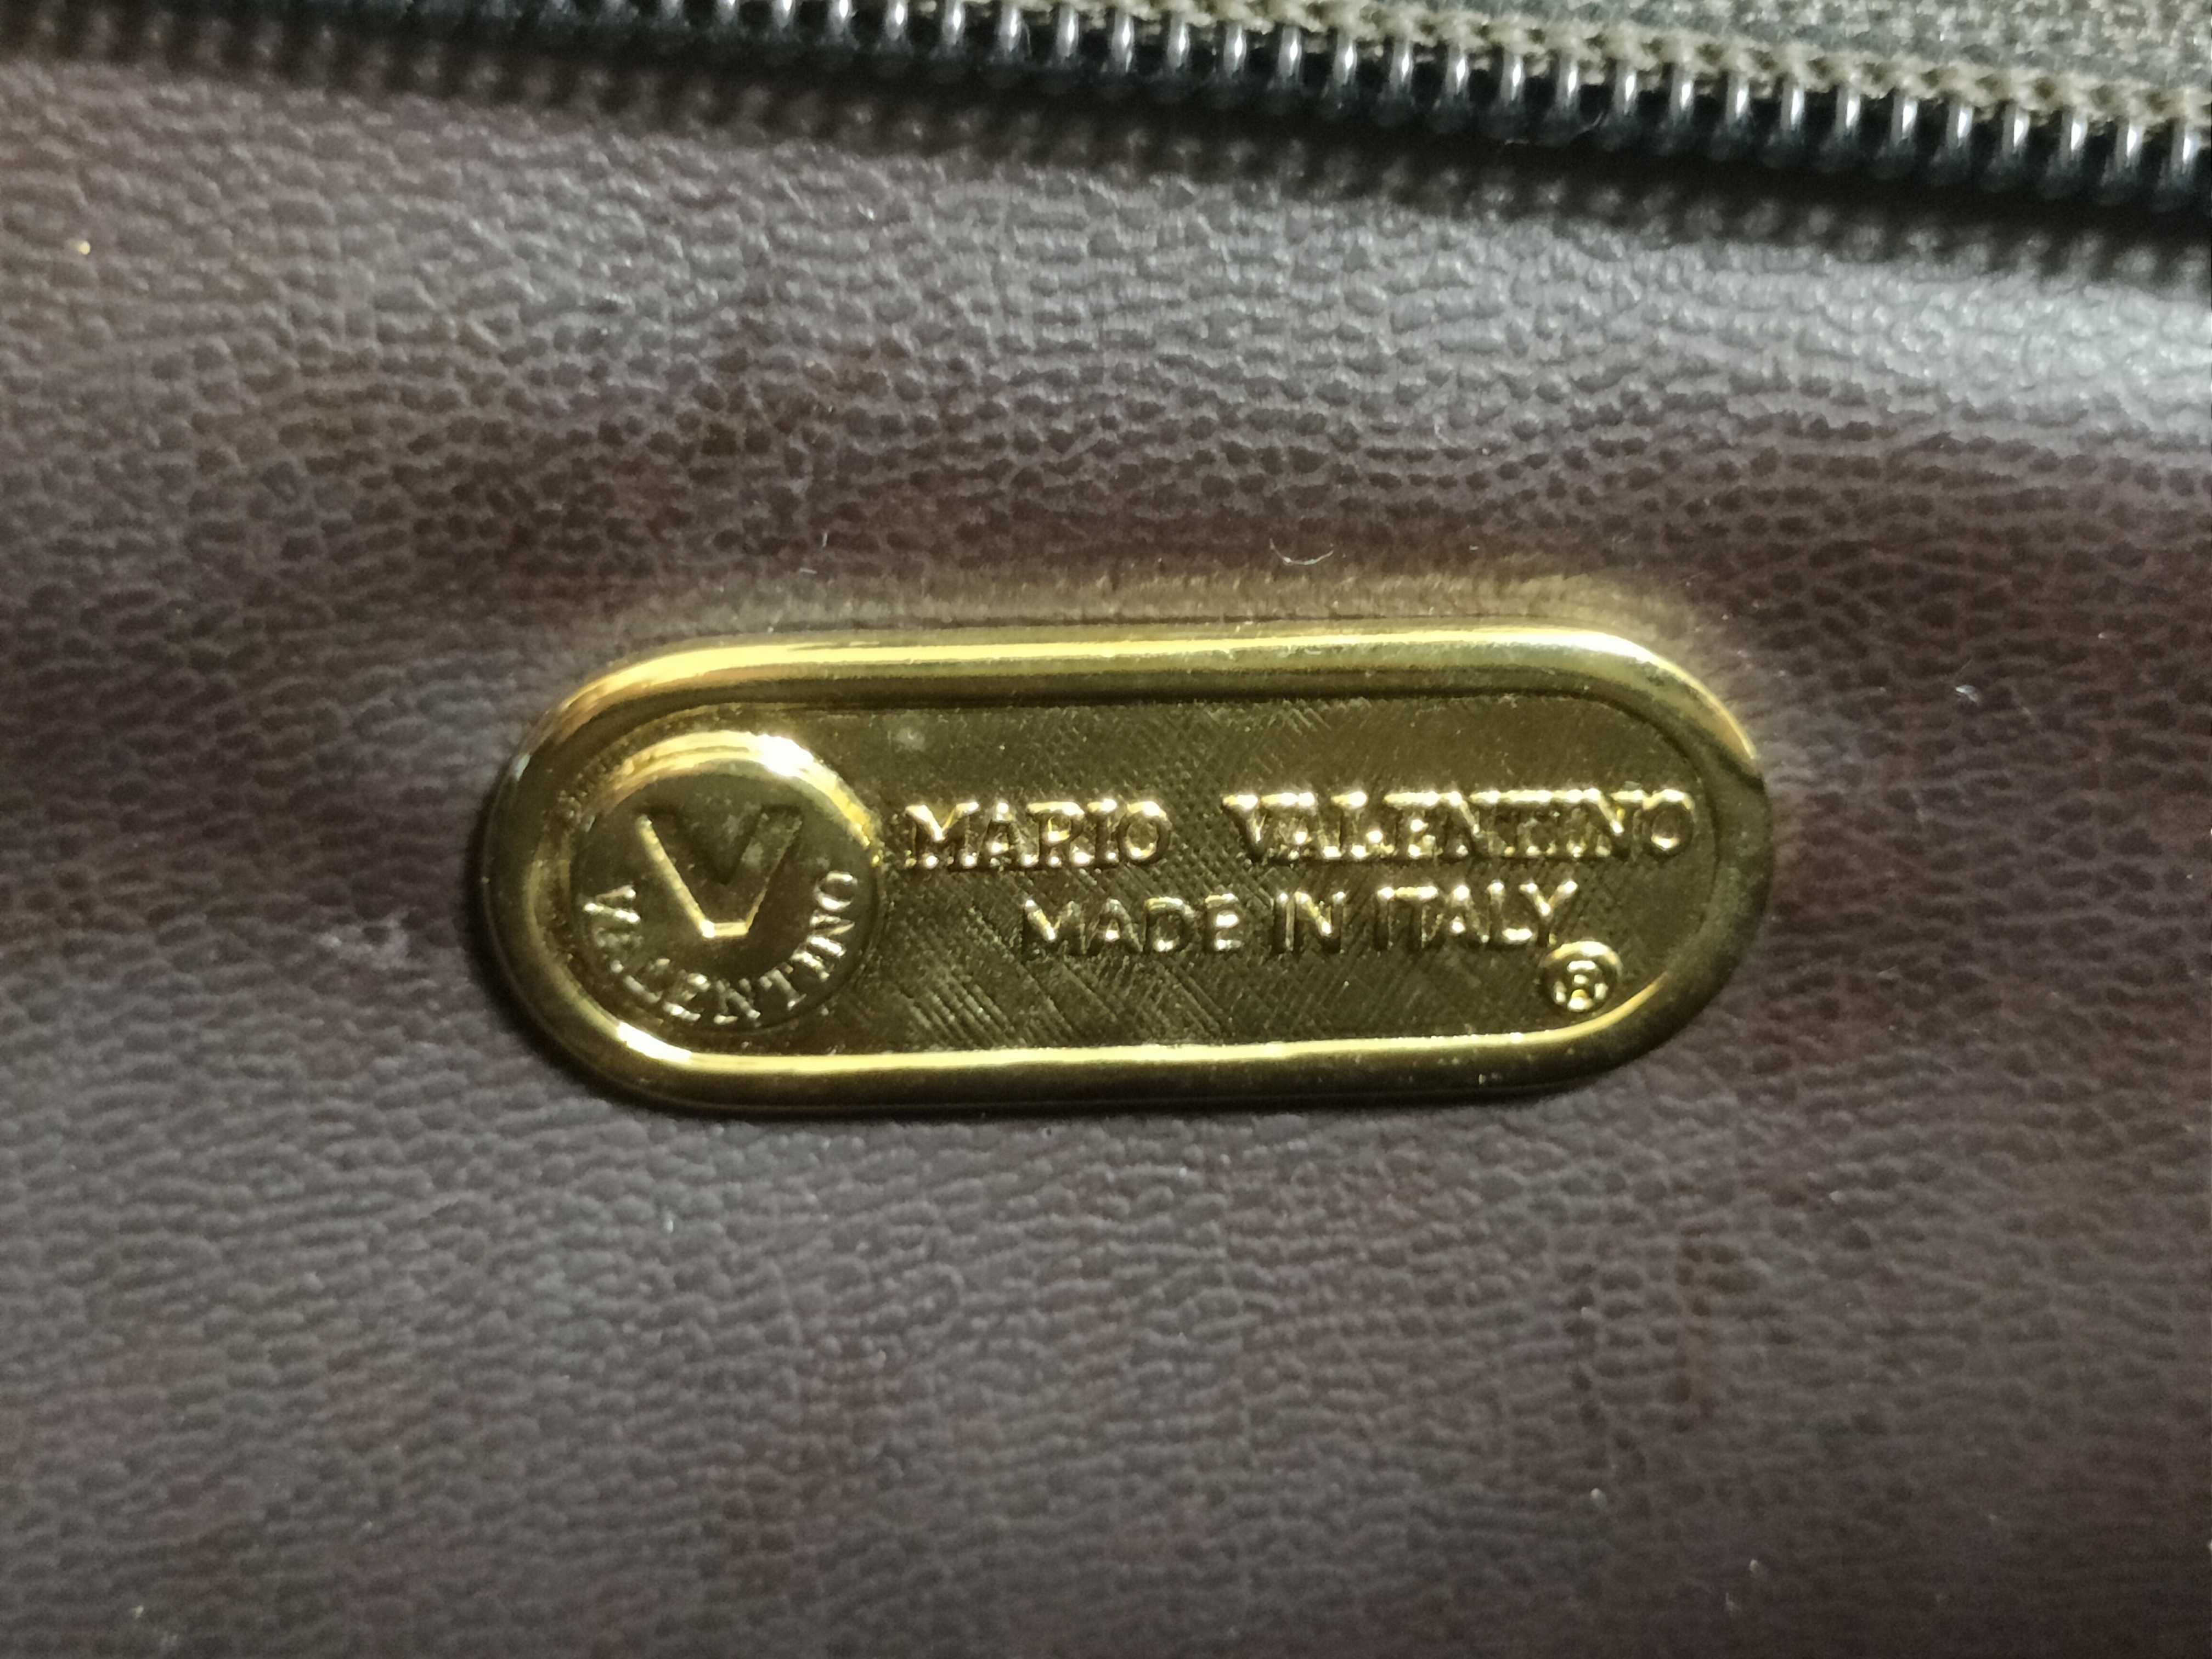 V
VALENTINO
MARIO VALENTINO
MADE IN ITALY
®